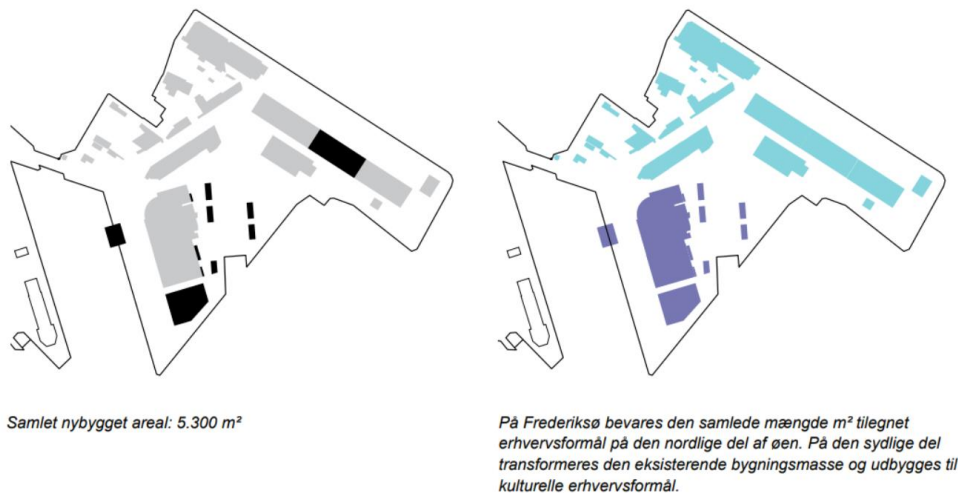 Samlet nybygget areal: 5.300 m²
På Frederiksø bevares den samlede mængde m² tilegnet
erhvervsformål på den nordlige del af øen. På den sydlige del
transformeres den eksisterende bygningsmasse og udbygges til
kulturelle erhvervsformål.